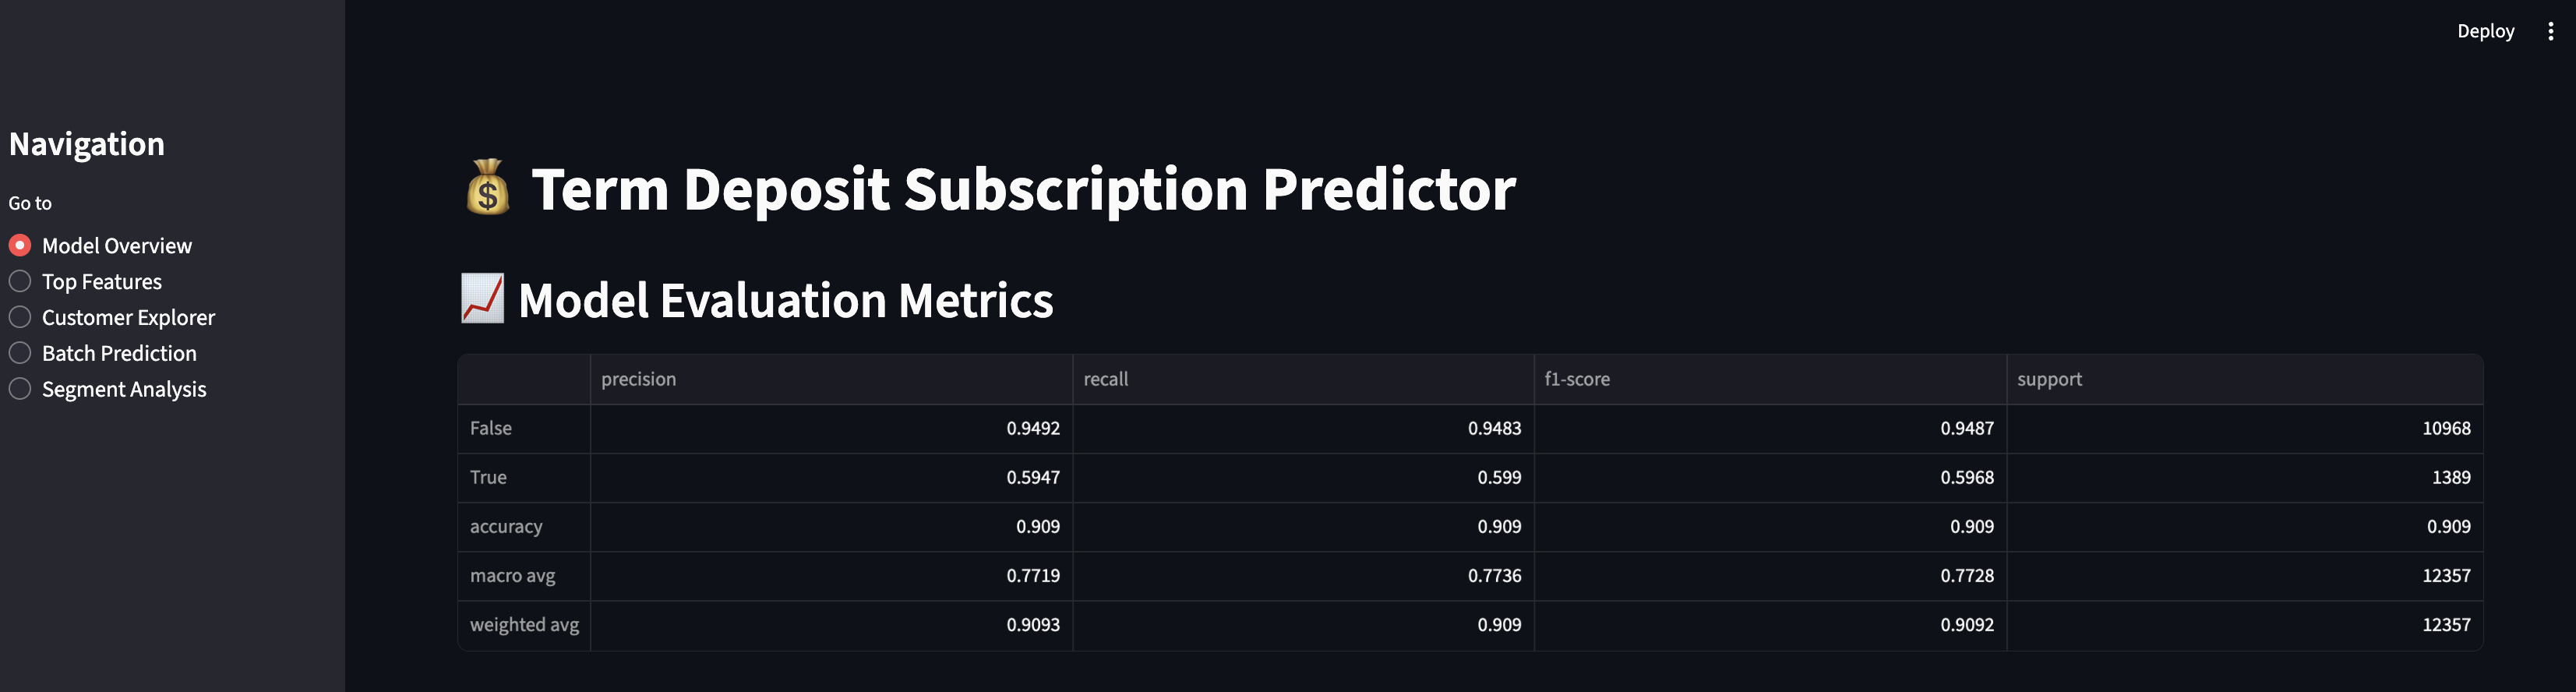 Deploy
Navigation
Go to
Model Overview
Top Features
Customer Explorer
Batch Prediction
Segment Analysis
Term Deposit Subscription Predictor
Model Evaluation Metrics
precision recall f1-score support
False 0.9492 0.9483 0.9487 10968
True 0.5947 0.599 0.5968 1389
accuracy 0.909 0.909 0.909 0.909
macro avg 0.7719 0.7736 0.7728 12357
weighted avg 0.9093 0.909 0.9092 12357